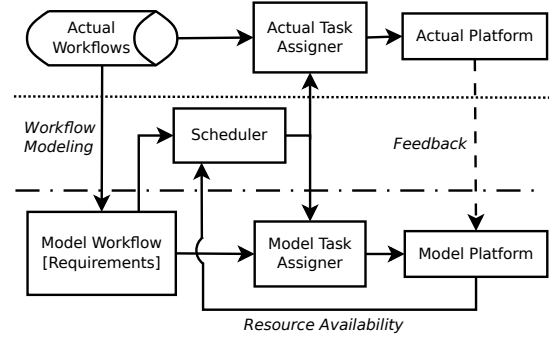 Actual
Workflows
Actual Task
Assigner
Actual Platform
Workflow
Modeling
Scheduler
Feedback
Model Workflow
[Requirements]
Model Task
Assigner
Model Platform
Resource Availability